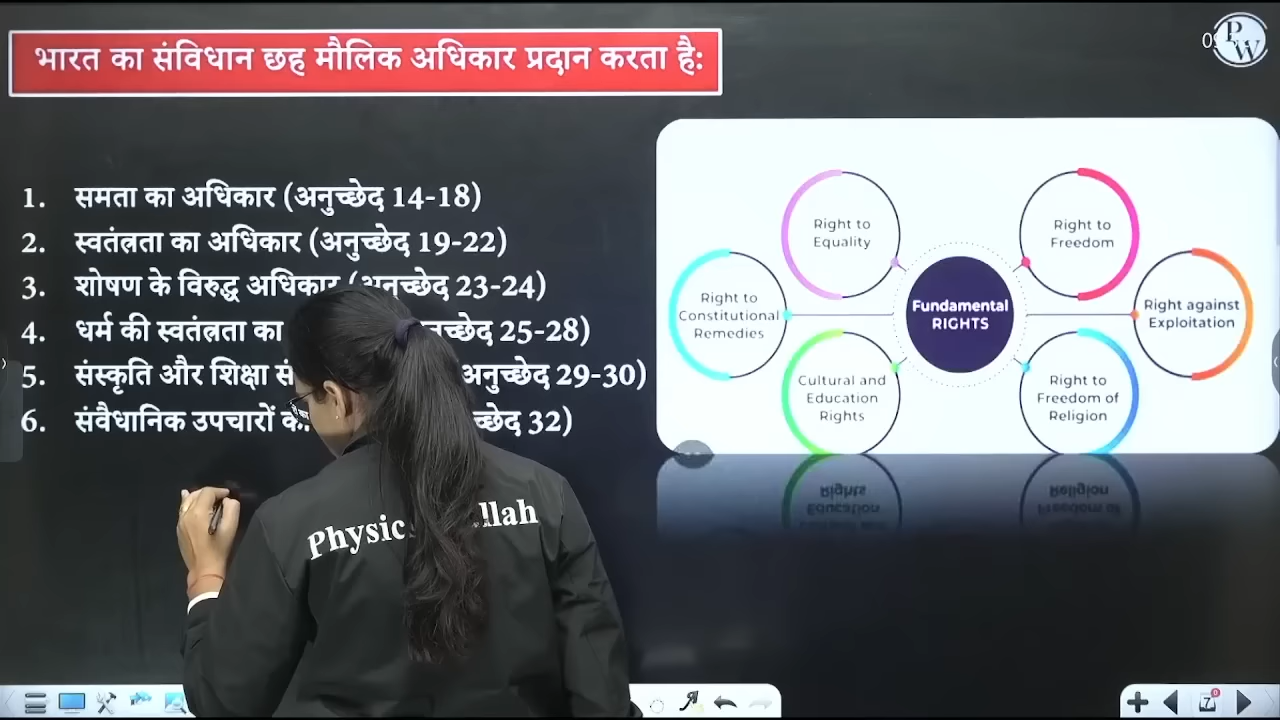 भारत का संविधान छह मौलिक अधिकार प्रदान करता है:
PW
1. समता का अधिकार (अनुच्छेद 14-18)
2. स्वतंत्रता का अधिकार (अनुच्छेद 19-22)
3. शोषण के विरुद्ध अधिकार (अनुच्छेद 23-24)
4. धर्म की स्वतंत्रता का 25-28)
5. संस्कृति और शिक्षा अनुच्छेद 29-30)
6. संवैधानिक उपचारों 32)
Right to
Equality
Right to
Freedom
Right to
Constitutional
Remedies
Fundamental
RIGHTS
Right against
Exploitation
Cultural and
Education
Rights
Right to
Freedom of
Religion